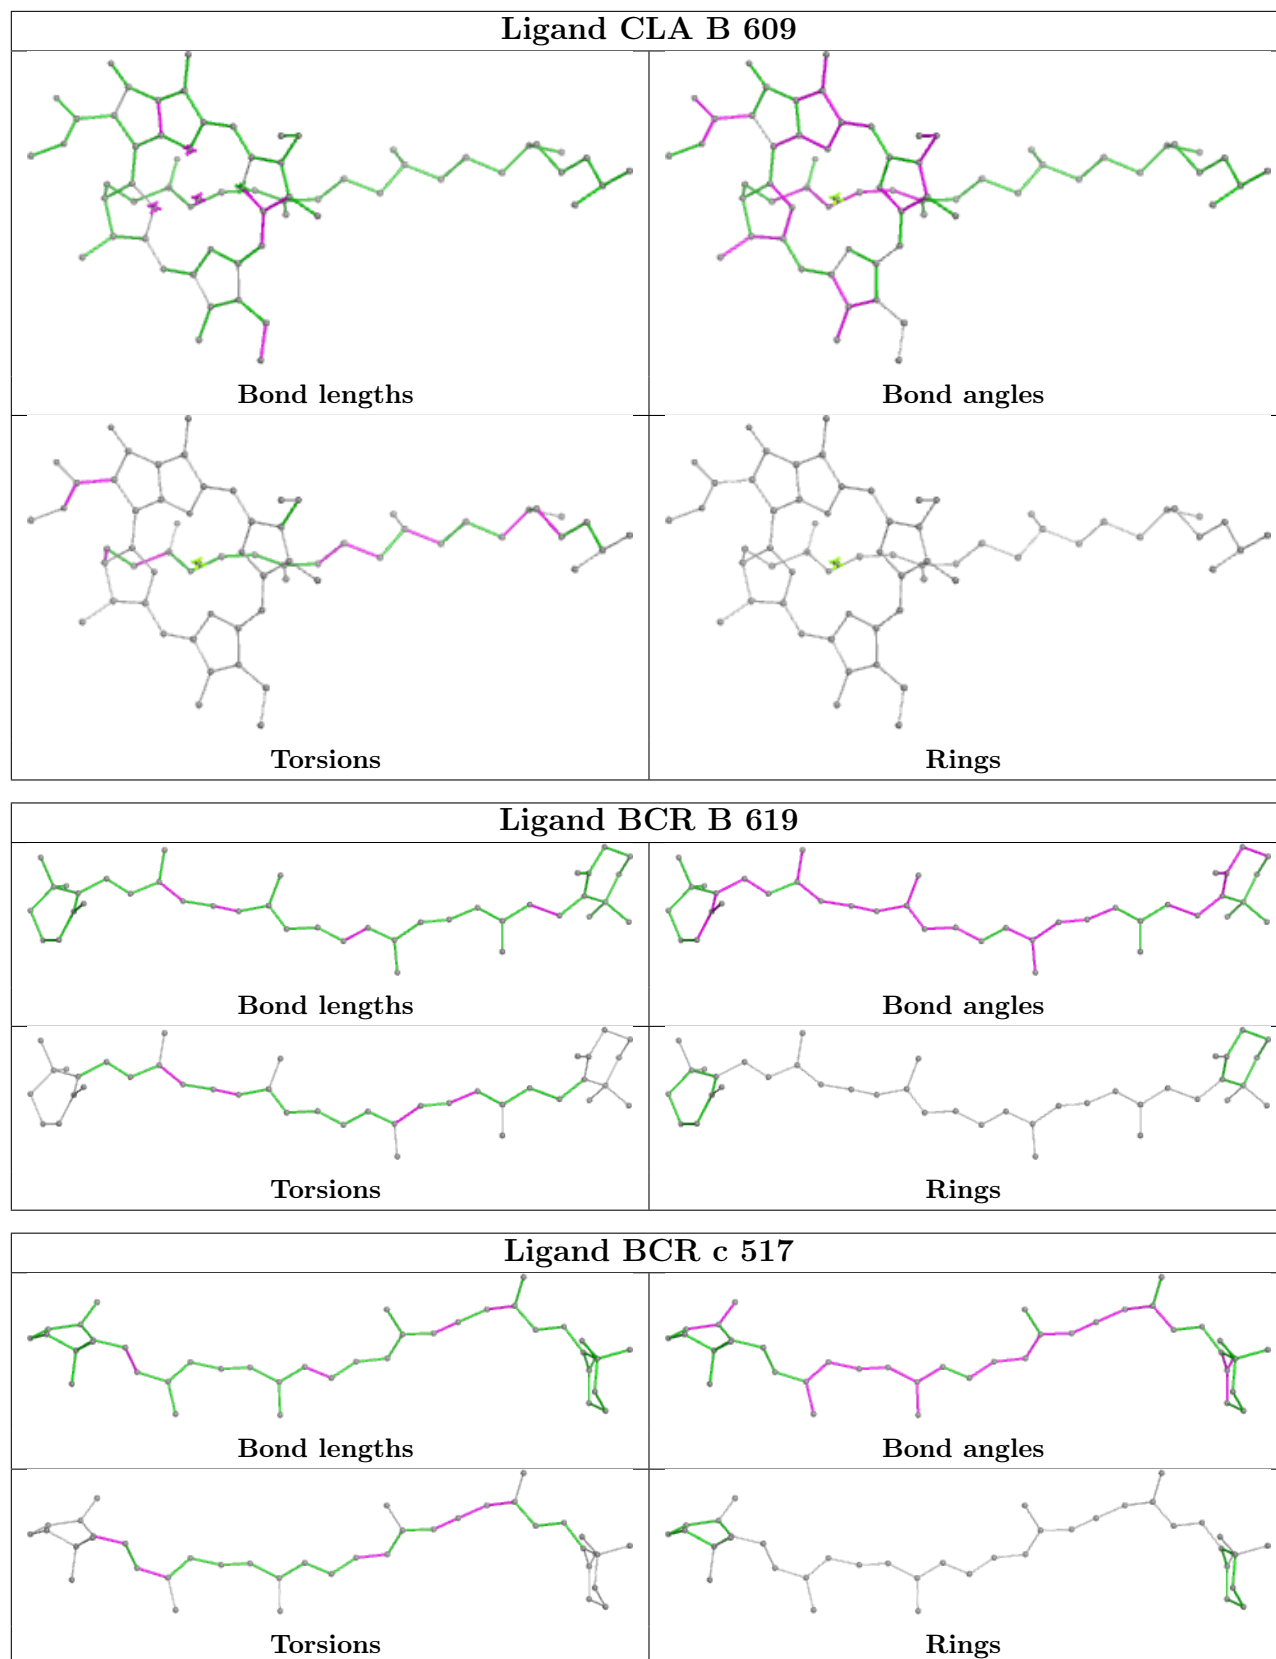 Ligand CLA B 609
Bond lengths
Bond angles
Torsions
Rings
Ligand BCR B 619
Bond lengths
Bond angles
Torsions
Rings
Ligand BCR c 517
Bond lengths
Bond angles
Torsions
Rings